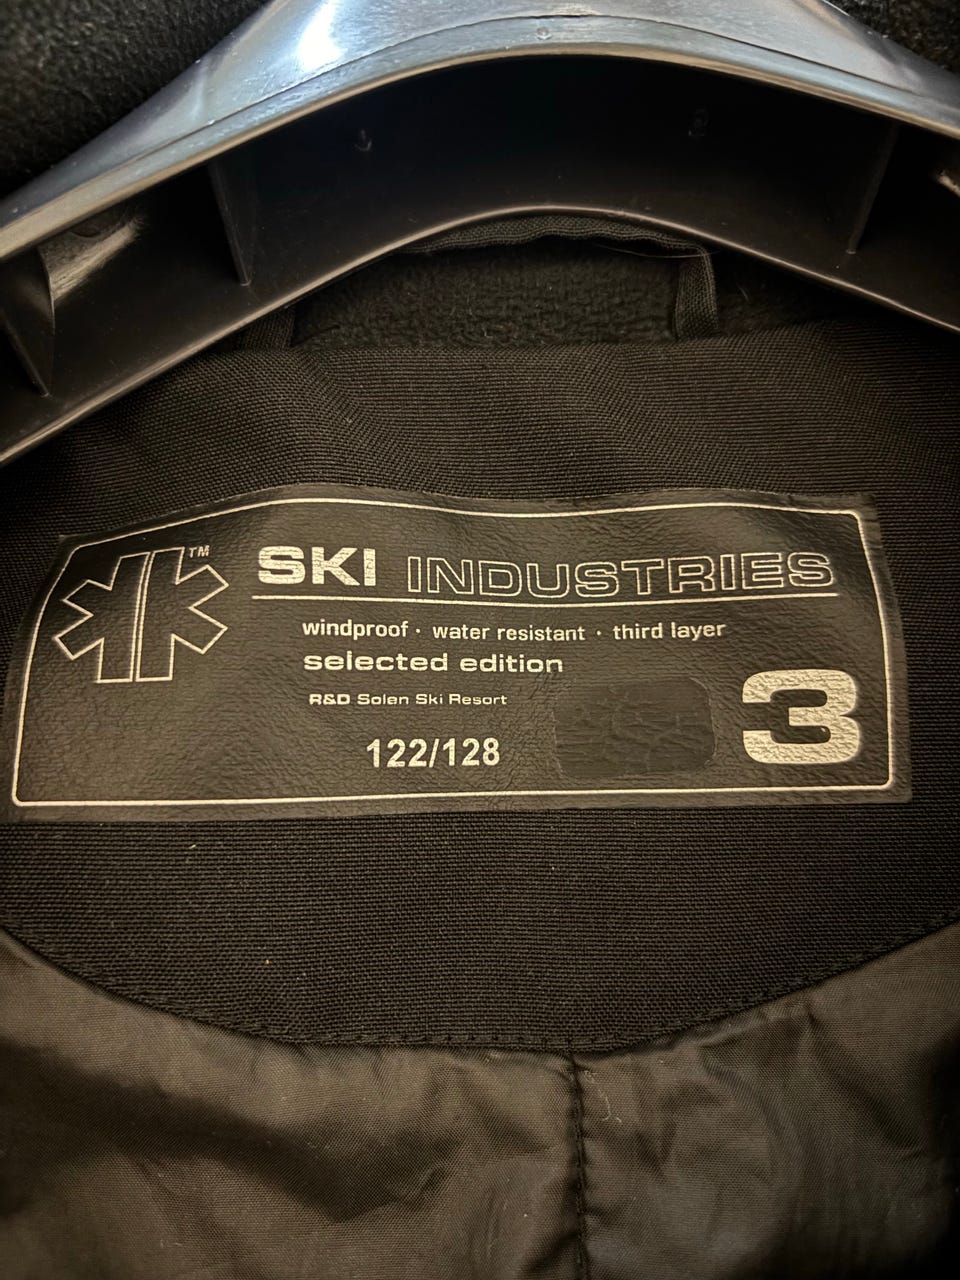 TM
SKI INDUSTRIES
windproof · water resistant · third layer
selected edition
R&D Solen Ski Resort
122/128
3